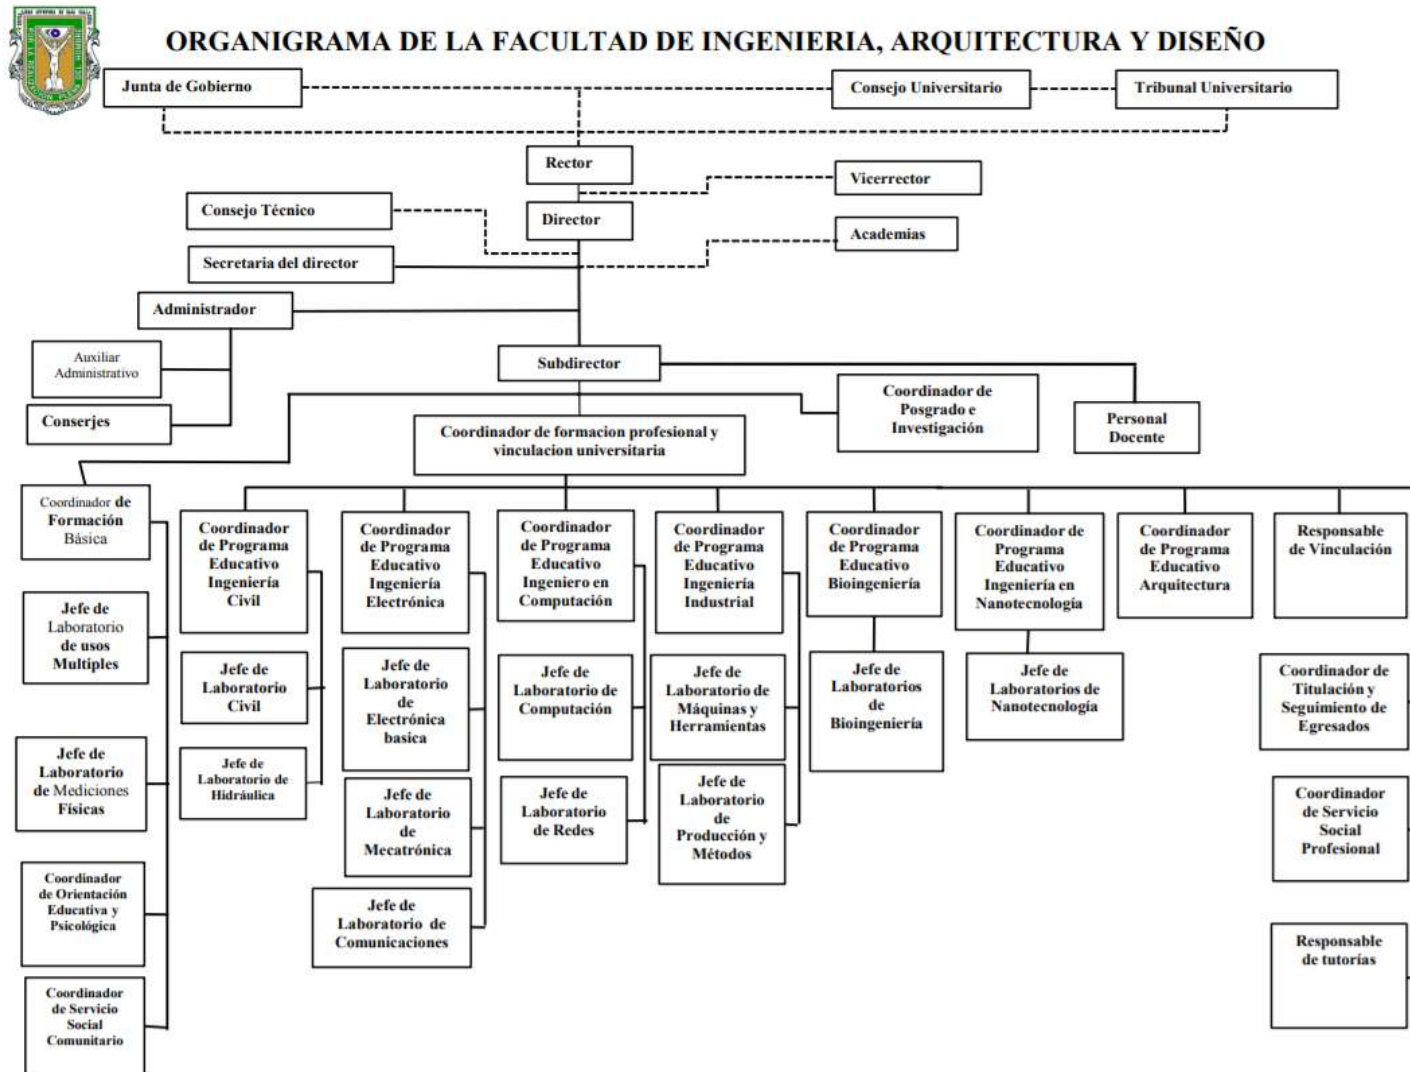 ORGANIGRAMA DE LA FACULTAD DE INGENIERIA, ARQUITECTURA Y DISEÑO
Junta de Gobierno
Consejo Universitario
Tribunal Universitario
Rector
Vicerrector
Consejo Técnico
Director
Academias
Secretaria del director
Administrador
Auxiliar
Administrativo
Subdirector
Conserjes
Coordinador de
Posgrado e
Investigación
Personal
Docente
Coordinador de formacion profesional y
vinculacion universitaria
Coordinador de
Formación
Básica
Coordinador
de Programa
Educativo
Ingeniería
Civil
Coordinador
de Programa
Educativo
Ingeniería
Electrónica
Coordinador
de Programa
Educativo
Ingeniero en
Computación
Coordinador
de Programa
Educativo
Ingeniería
Industrial
Coordinador
de Programa
Educativo
Bioingeniería
Coordinador de
Programa
Educativo
Ingeniería en
Nanotecnología
Coordinador
de Programa
Educativo
Arquitectura
Responsable
de Vinculación
Jefe de
Laboratorio
de usos
Multiples
Jefe de
Laboratorio
Civil
Jefe de
Laboratorio
de
Electrónica
basica
Jefe de
Laboratorio de
Computación
Jefe de
Laboratorio de
Máquinas y
Herramientas
Jefe de
Laboratorios
de
Bioingeniería
Jefe de
Laboratorios de
Nanotecnología
Coordinador de
Titulación y
Seguimiento de
Egresados
Jefe de
Laboratorio
de Mediciones
Físicas
Jefe de
Laboratorio de
Hidráulica
Jefe de
Laboratorio
de
Mecatrónica
Jefe de
Laboratorio
de Redes
Jefe de
Laboratorio
de
Producción y
Métodos
Coordinador
de Servicio
Social
Profesional
Coordinador
de Orientación
Educativa y
Psicológica
Jefe de
Laboratorio de
Comunicaciones
Responsable
de tutorías
Coordinador
de Servicio
Social
Comunitario